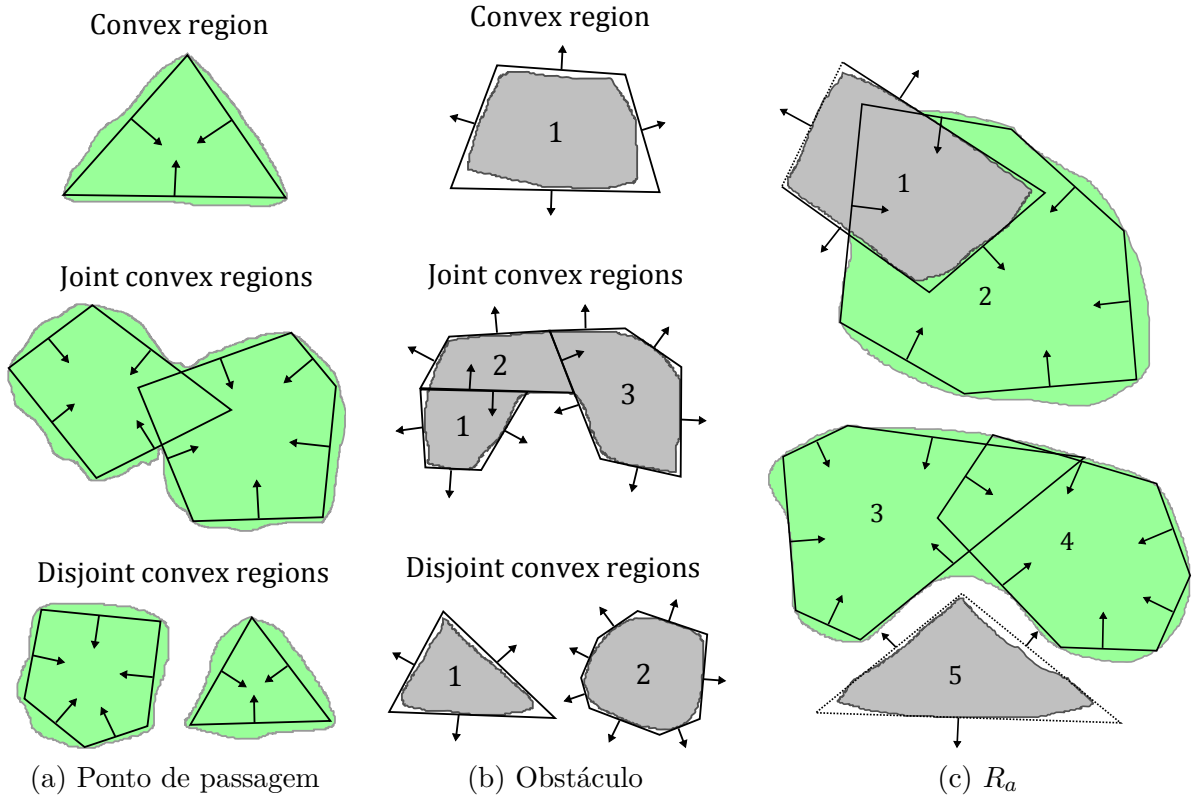 Convex region
Joint convex regions
Disjoint convex regions
(a) Ponto de passagem
Convex region
1
Joint convex regions
2
3
1
Disjoint convex regions
1
2
(b) Obstáculo
1
2
3
4
5
(c) Rₐ